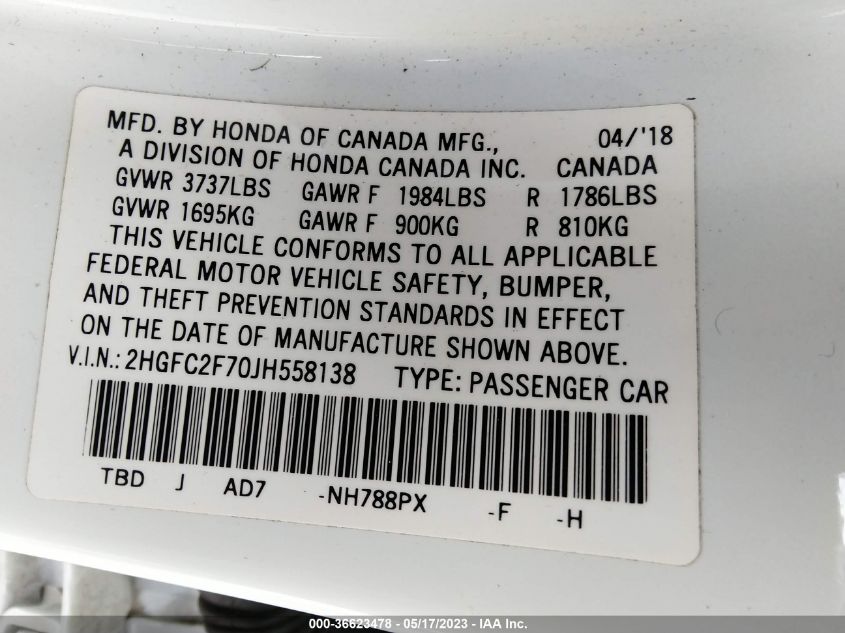 MFD. BY HONDA OF CANADA MFG., 04/'18
A DIVISION OF HONDA CANADA INC. CANADA
GVWR 3737LBS GAWR F 1984LBS R 1786LBS
GVWR 1695KG GAWR F 900KG R 810KG
THIS VEHICLE CONFORMS TO ALL APPLICABLE
FEDERAL MOTOR VEHICLE SAFETY, BUMPER,
AND THEFT PREVENTION STANDARDS IN EFFECT
ON THE DATE OF MANUFACTURE SHOWN ABOVE.
V.I.N.: 2HGFC2F70JH558138 TYPE: PASSENGER CAR
TBD J AD7 -NH788PX -F -H
000-36623478 - 05/17/2023 - IAA Inc.